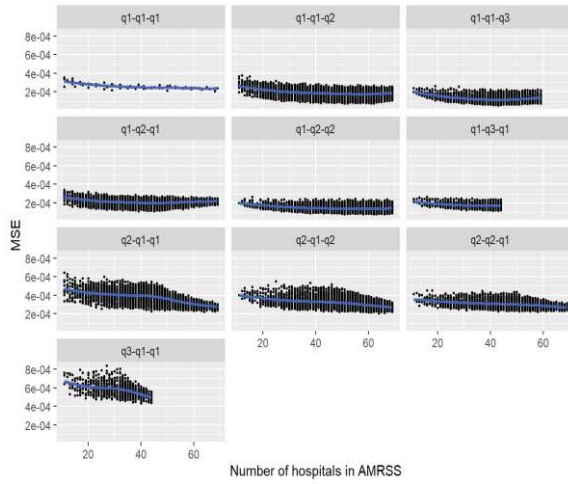 q1-q1-q1 q1-q1-q2 q1-q1-q3
8e-04
6e-04
4e-04
2e-04
q1-q2-q1 q1-q2-q2 q1-q3-q1
8e-04
6e-04
4e-04
2e-04
MSE
q2-q1-q1 q2-q1-q2 q2-q2-q1
8e-04
6e-04
4e-04
2e-04
20 40 60 20 40 60
q3-q1-q1
8e-04
6e-04
4e-04
2e-04
20 40 60
Number of hospitals in AMRSS